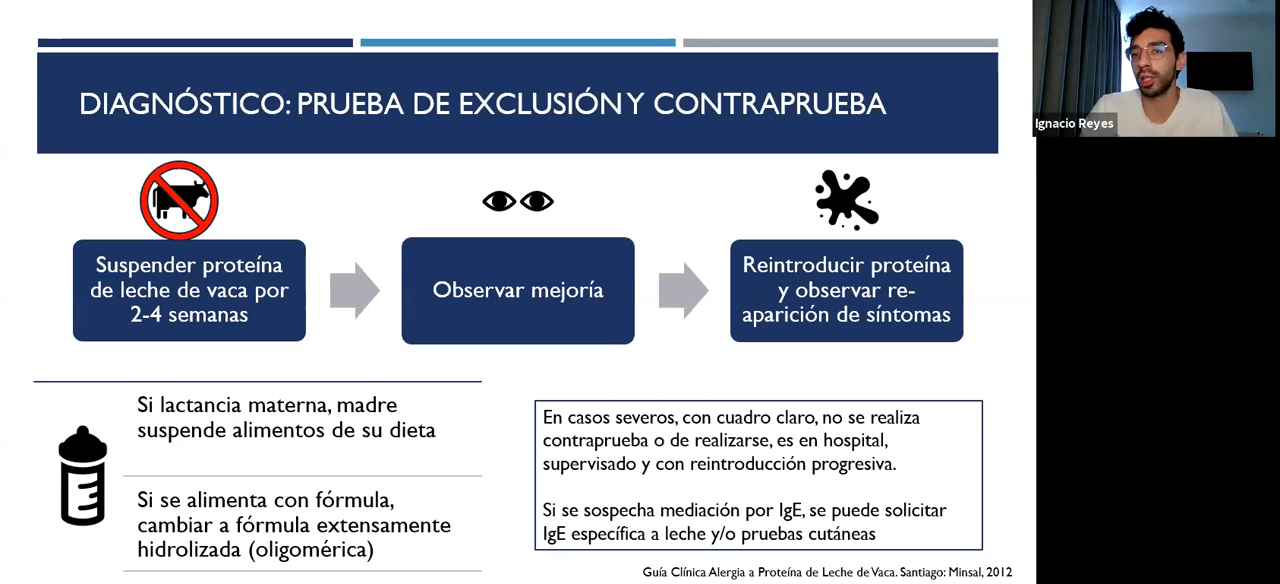 DIAGNÓSTICO: PRUEBA DE EXCLUSIÓN Y CONTRAPRUEBA
Ignacio Reyes
Suspender proteína
de leche de vaca por
2-4 semanas
Observar mejoría
Reintroducir proteína
y observar re-
aparición de síntomas
Si lactancia materna, madre
suspende alimentos de su dieta
Si se alimenta con fórmula,
cambiar a fórmula extensamente
hidrolizada (oligomérica)
En casos severos, con cuadro claro, no se realiza
contraprueba o de realizarse, es en hospital,
supervisado y con reintroducción progresiva.
Si se sospecha mediación por IgE, se puede solicitar
IgE específica a leche y/o pruebas cutáneas
Guía Clínica Alergia a Proteína de Leche de Vaca. Santiago: Minsal, 2012